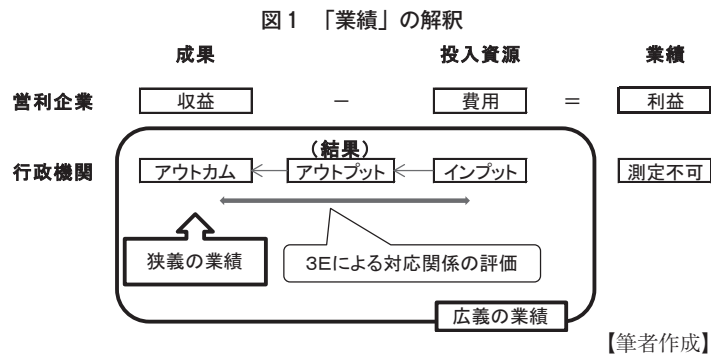 図1 「業績」の解釈
成果 投入資源 業績
営利企業 収益 － 費用 ＝ 利益
(結果)
行政機関 アウトカム アウトプット インプット 測定不可
狭義の業績 3Eによる対応関係の評価
広義の業績
【筆者作成】